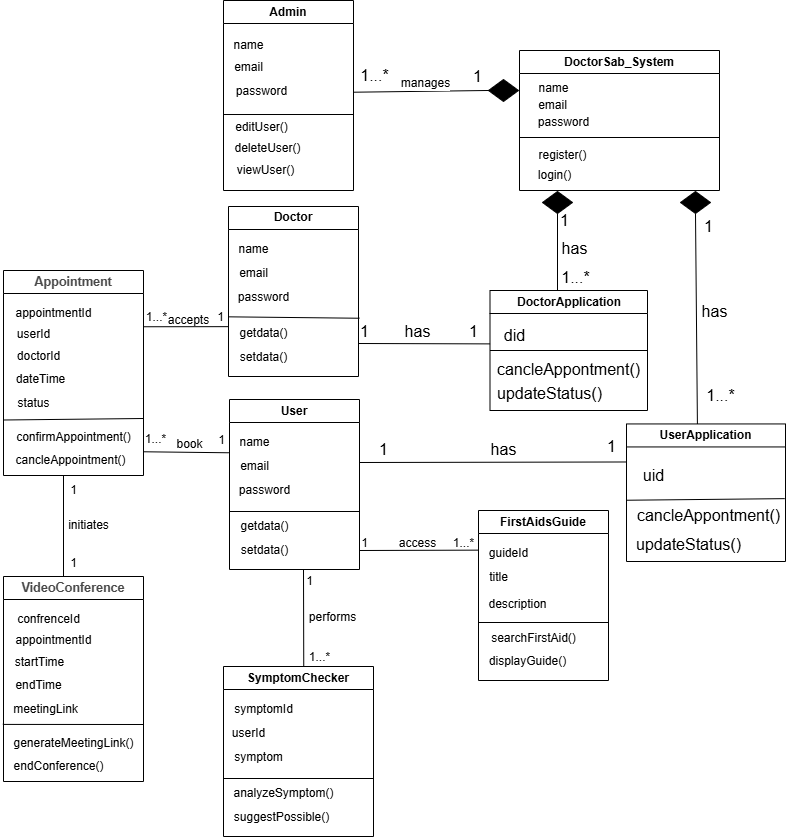 Admin
name
email
password
editUser()
deleteUser()
viewUser()
1...*
manages
1
DoctorSab_System
name
email
password
register()
login()
1
has
1...*
1
has
1...*
Doctor
name
email
password
getdata()
setdata()
1
has
1
DoctorApplication
did
cancleAppontment()
updateStatus()
Appointment
appointmentId
userId
doctorId
dateTime
status
confirmAppointment()
cancleAppointment()
1...*
accepts
1
1...*
book
1
User
name
email
password
getdata()
setdata()
1
has
1
UserApplication
uid
cancleAppontment()
updateStatus()
1
access
1...*
FirstAidsGuide
guideId
title
description
searchFirstAid()
displayGuide()
1
initiates
1
VideoConference
confrenceId
appointmentId
startTime
endTime
meetingLink
generateMeetingLink()
endConference()
1
performs
1...*
SymptomChecker
symptomId
userId
symptom
analyzeSymptom()
suggestPossible()